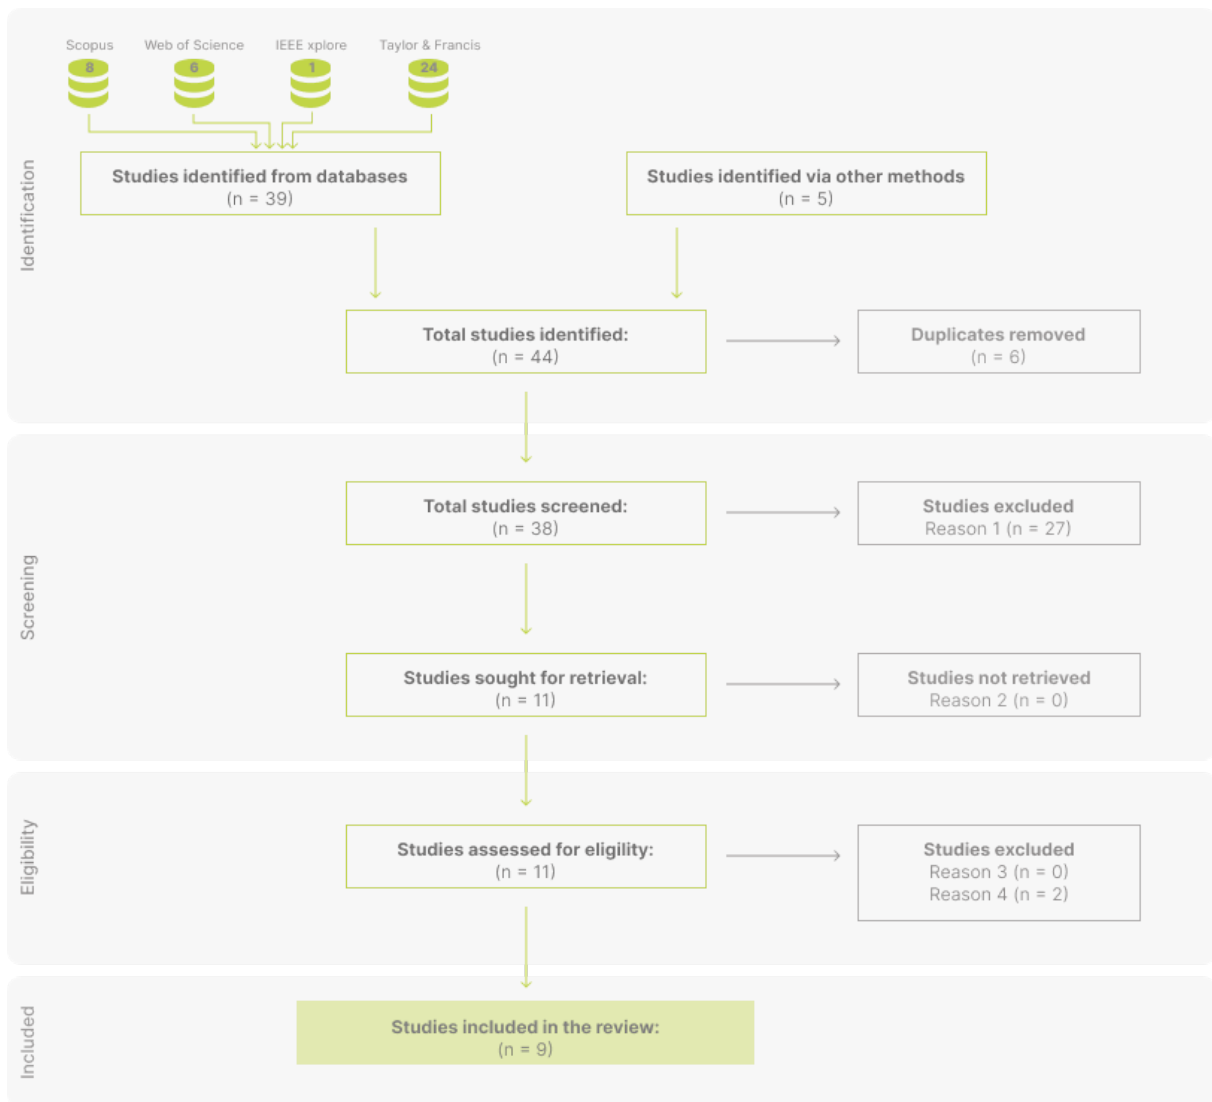 Scopus
Web of Science
IEEE xplore
Taylor & Francis
8
6
1
24
Identification
Studies identified from databases
(n = 39)
Studies identified via other methods
(n = 5)
Total studies identified:
(n = 44)
Duplicates removed
(n = 6)
Screening
Total studies screened:
(n = 38)
Studies excluded
Reason 1 (n = 27)
Studies sought for retrieval:
(n = 11)
Studies not retrieved
Reason 2 (n = 0)
Eligibility
Studies assessed for eligility:
(n = 11)
Studies excluded
Reason 3 (n = 0)
Reason 4 (n = 2)
Included
Studies included in the review:
(n = 9)